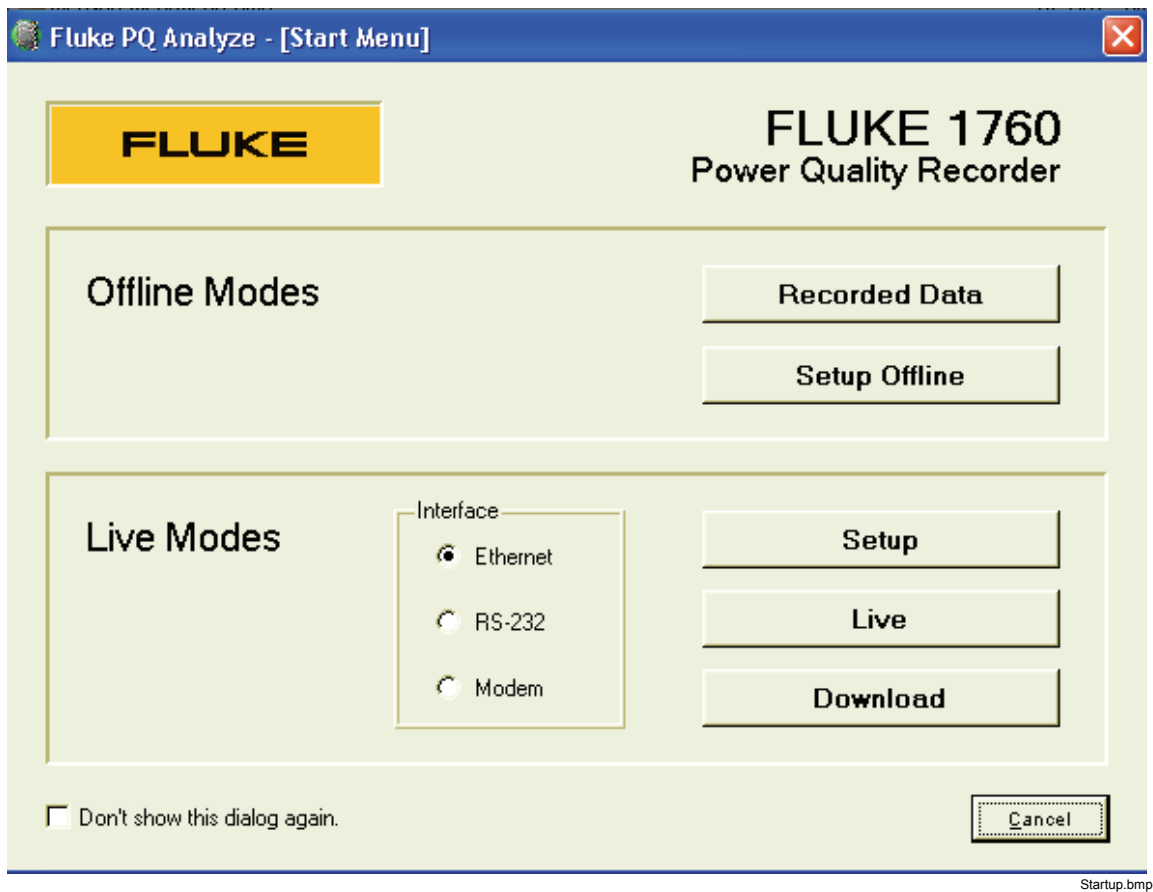 Fluke PQ Analyze - [Start Menu]
FLUKE
FLUKE 1760
Power Quality Recorder
Offline Modes
Recorded Data
Setup Offline
Live Modes
Interface
Ethernet
RS-232
Modem
Setup
Live
Download
Don't show this dialog again.
Cancel
Startup.bmp